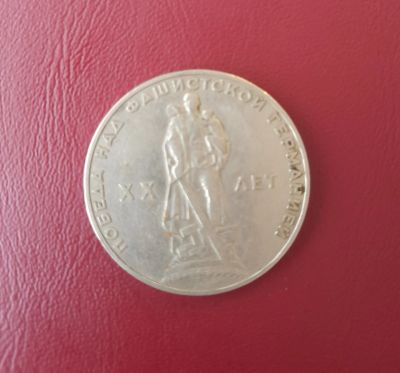 ПОБЕДА НАД ФАШИСТСКОЙ ГЕРМАНИЕЙ
XX ЛЕТ